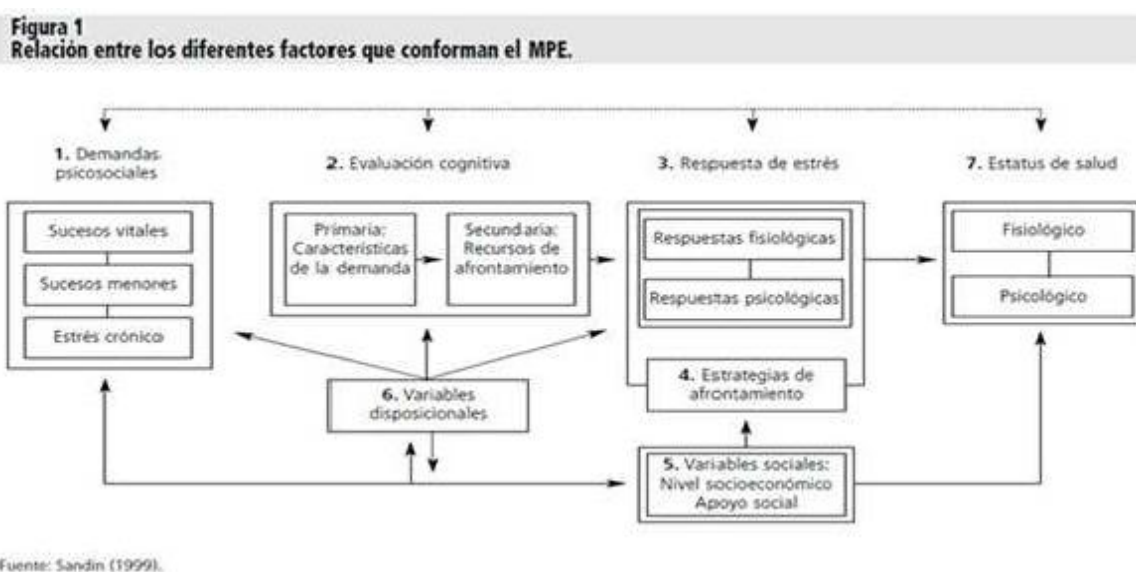 Figura 1
Relación entre los diferentes factores que conforman el MPE.
1. Demandas
psicosociales
2. Evaluación cognitiva
3. Respuesta de estrés
7. Estatus de salud
Sucesos vitales
Sucesos menores
Estrés crónico
Primaria:
Características
de la demanda
Secundaria:
Recursos de
afrontamiento
Respuestas fisiológicas
Respuestas psicológicas
Fisiológico
Psicológico
4. Estrategias de
afrontamiento
6. Variables
disposicionales
5. Variables sociales:
Nivel socioeconómico
Apoyo social
Fuente: Sandin (1999).